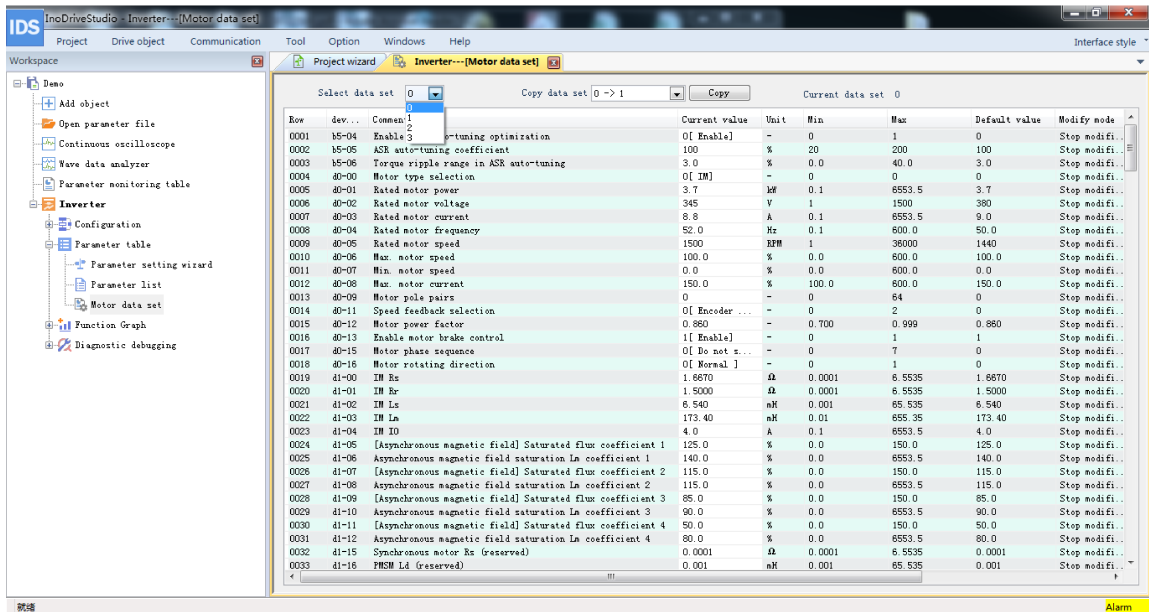 IDS InoDriveStudio - Inverter---[Motor data set]
Project Drive object Communication Tool Option Windows Help Interface style
Workspace
Project wizard Inverter---[Motor data set]
Demo
Add object
Open parameter file
Continuous oscilloscope
Wave data analyzer
Parameter monitoring table
Inverter
Configuration
Parameter table
Parameter setting wizard
Parameter list
Motor data set
Function Graph
Diagnostic debugging
Select data set 0 Copy data set 0 -> 1 Copy Current data set 0
0
1
2
3
Row dev... Commen Current value Unit Min Max Default value Modify mode
0001 b5-04 Enable o-tuning optimization 0[ Enable] - 0 1 0 Stop modifi..
0002 b5-05 ASR auto-tuning coefficient 100 % 20 200 100 Stop modifi..
0003 b5-06 Torque ripple range in ASR auto-tuning 3.0 % 0.0 40.0 3.0 Stop modifi..
0004 d0-00 Motor type selection 0[ IM] - 0 0 0 Stop modifi..
0005 d0-01 Rated motor power 3.7 kW 0.1 6553.5 3.7 Stop modifi..
0006 d0-02 Rated motor voltage 345 V 1 1500 380 Stop modifi..
0007 d0-03 Rated motor current 8.8 A 0.1 6553.5 9.0 Stop modifi..
0008 d0-04 Rated motor frequency 52.0 Hz 0.1 600.0 50.0 Stop modifi..
0009 d0-05 Rated motor speed 1500 RPM 1 36000 1440 Stop modifi..
0010 d0-06 Max. motor speed 100.0 % 0.0 600.0 100.0 Stop modifi..
0011 d0-07 Min. motor speed 0.0 % 0.0 600.0 0.0 Stop modifi..
0012 d0-08 Max. motor current 150.0 % 100.0 600.0 150.0 Stop modifi..
0013 d0-09 Motor pole pairs 0 - 0 64 0 Stop modifi..
0014 d0-11 Speed feedback selection 0[ Encoder ... - 0 2 0 Stop modifi..
0015 d0-12 Motor power factor 0.860 - 0.700 0.999 0.860 Stop modifi..
0016 d0-13 Enable motor brake control 1[ Enable] - 0 1 1 Stop modifi..
0017 d0-15 Motor phase sequence 0[ Do not s... - 0 7 0 Stop modifi..
0018 d0-16 Motor rotating direction 0[ Normal ] - 0 1 0 Stop modifi..
0019 d1-00 IM Rs 1.6670 Ω 0.0001 6.5535 1.6670 Stop modifi..
0020 d1-01 IM Rr 1.5000 Ω 0.0001 6.5535 1.5000 Stop modifi..
0021 d1-02 IM Ls 6.540 mH 0.001 65.535 6.540 Stop modifi..
0022 d1-03 IM Lm 173.40 mH 0.01 655.35 173.40 Stop modifi..
0023 d1-04 IM IO 4.0 A 0.1 6553.5 4.0 Stop modifi..
0024 d1-05 [Asynchronous magnetic field] Saturated flux coefficient 1 125.0 % 0.0 150.0 125.0 Stop modifi..
0025 d1-06 Asynchronous magnetic field saturation Lm coefficient 1 140.0 % 0.0 6553.5 140.0 Stop modifi..
0026 d1-07 [Asynchronous magnetic field] Saturated flux coefficient 2 115.0 % 0.0 150.0 115.0 Stop modifi..
0027 d1-08 Asynchronous magnetic field saturation Lm coefficient 2 115.0 % 0.0 6553.5 115.0 Stop modifi..
0028 d1-09 [Asynchronous magnetic field] Saturated flux coefficient 3 85.0 % 0.0 150.0 85.0 Stop modifi..
0029 d1-10 Asynchronous magnetic field saturation Lm coefficient 3 90.0 % 0.0 6553.5 90.0 Stop modifi..
0030 d1-11 [Asynchronous magnetic field] Saturated flux coefficient 4 50.0 % 0.0 150.0 50.0 Stop modifi..
0031 d1-12 Asynchronous magnetic field saturation Lm coefficient 4 80.0 % 0.0 6553.5 80.0 Stop modifi..
0032 d1-15 Synchronous motor Rs (reserved) 0.0001 Ω 0.0001 6.5535 0.0001 Stop modifi..
0033 d1-16 PMSM Ld (reserved) 0.001 mH 0.001 65.535 0.001 Stop modifi..
就绪 Alarm